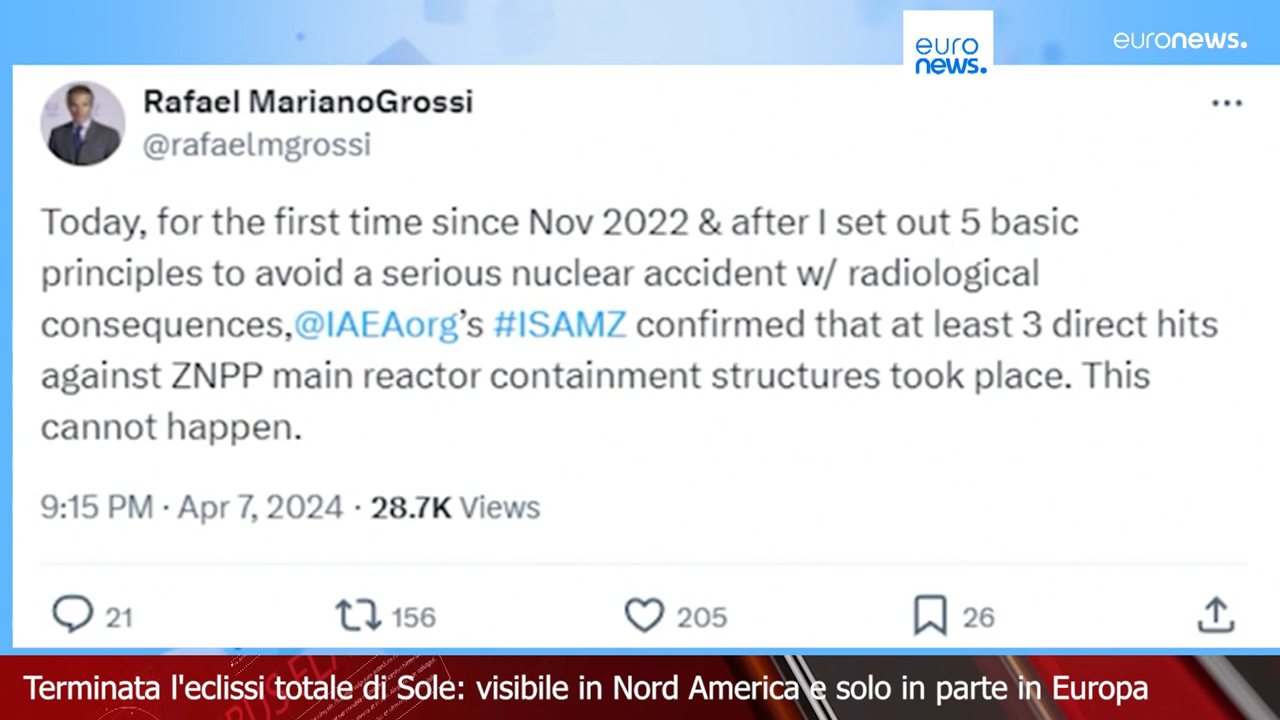 euro
news.
euronews.
Rafael MarianoGrossi
@rafaelmgrossi
Today, for the first time since Nov 2022 & after I set out 5 basic
principles to avoid a serious nuclear accident w/ radiological
consequences,@IAEAorg's #ISAMZ confirmed that at least 3 direct hits
against ZNPP main reactor containment structures took place. This
cannot happen.
9:15 PM · Apr 7, 2024 · 28.7K Views
21 156 205 26
Terminata l'eclissi totale di Sole: visibile in Nord America e solo in parte in Europa